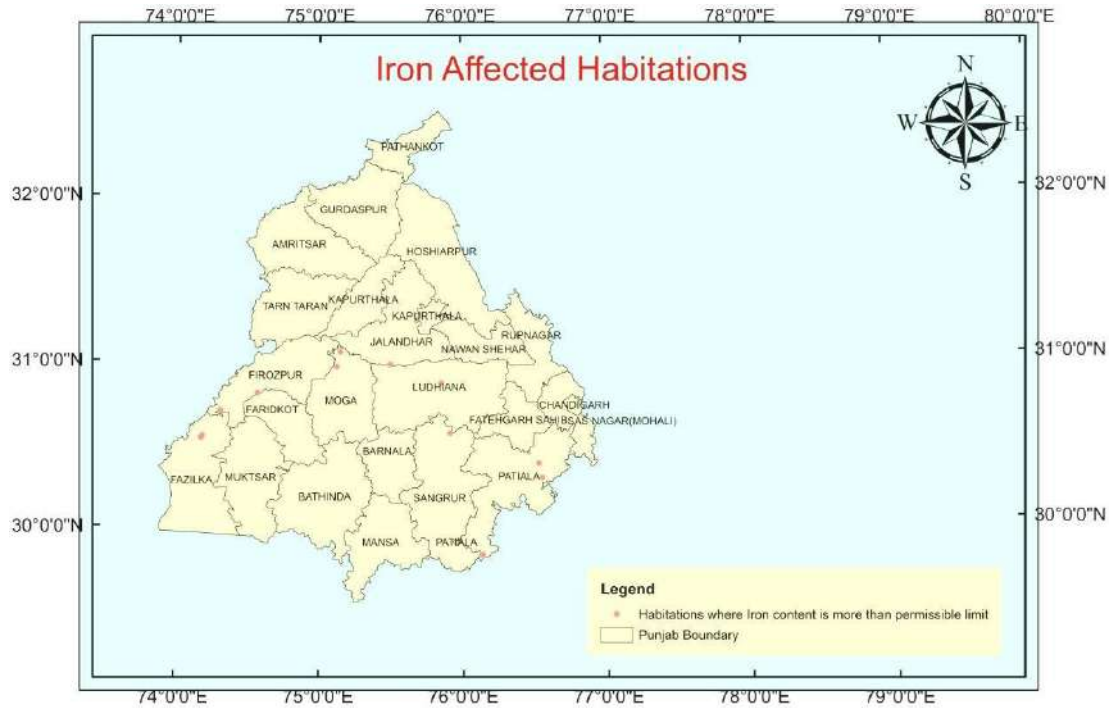 74°0'0"E 75°0'0"E 76°0'0"E 77°0'0"E 78°0'0"E 79°0'0"E 80°0'0"E
Iron Affected Habitations
N
W E
S
PATHANKOT
32°0'0"N 32°0'0"N
GURDASPUR
AMRITSAR
HOSHIARPUR
TARN TARAN
KAPURTHALA
KAPURTHALA
RUPNAGAR
JALANDHAR
NAWAN SHEHAR
31°0'0"N 31°0'0"N
FIROZPUR
LUDHIANA
MOGA
FARIDKOT
CHANDIGARH
FATEHGARH SAHIB
SAS NAGAR(MOHALI)
BARNALA
FAZILKA
MUKTSAR
PATIALA
BATHINDA
SANGRUR
30°0'0"N 30°0'0"N
MANSA
PATIALA
Legend
Habitations where Iron content is more than permissible limit
Punjab Boundary
74°0'0"E 75°0'0"E 76°0'0"E 77°0'0"E 78°0'0"E 79°0'0"E